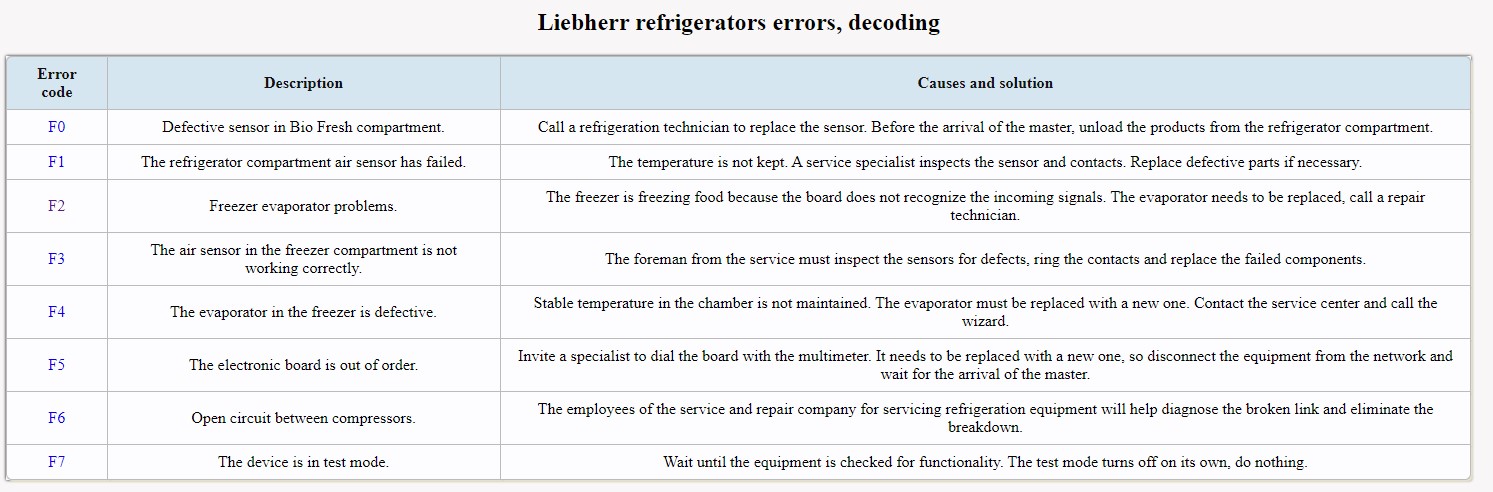 Liebherr refrigerators errors, decoding
Error
code
Description
Causes and solution
F0
Defective sensor in Bio Fresh compartment.
Call a refrigeration technician to replace the sensor. Before the arrival of the master, unload the products from the refrigerator compartment.
F1
The refrigerator compartment air sensor has failed.
The temperature is not kept. A service specialist inspects the sensor and contacts. Replace defective parts if necessary.
F2
Freezer evaporator problems.
The freezer is freezing food because the board does not recognize the incoming signals. The evaporator needs to be replaced, call a repair
technician.
F3
The air sensor in the freezer compartment is not
working correctly.
The foreman from the service must inspect the sensors for defects, ring the contacts and replace the failed components.
F4
The evaporator in the freezer is defective.
Stable temperature in the chamber is not maintained. The evaporator must be replaced with a new one. Contact the service center and call the
wizard.
F5
The electronic board is out of order.
Invite a specialist to dial the board with the multimeter. It needs to be replaced with a new one, so disconnect the equipment from the network and
wait for the arrival of the master.
F6
Open circuit between compressors.
The employees of the service and repair company for servicing refrigeration equipment will help diagnose the broken link and eliminate the
breakdown.
F7
The device is in test mode.
Wait until the equipment is checked for functionality. The test mode turns off on its own, do nothing.